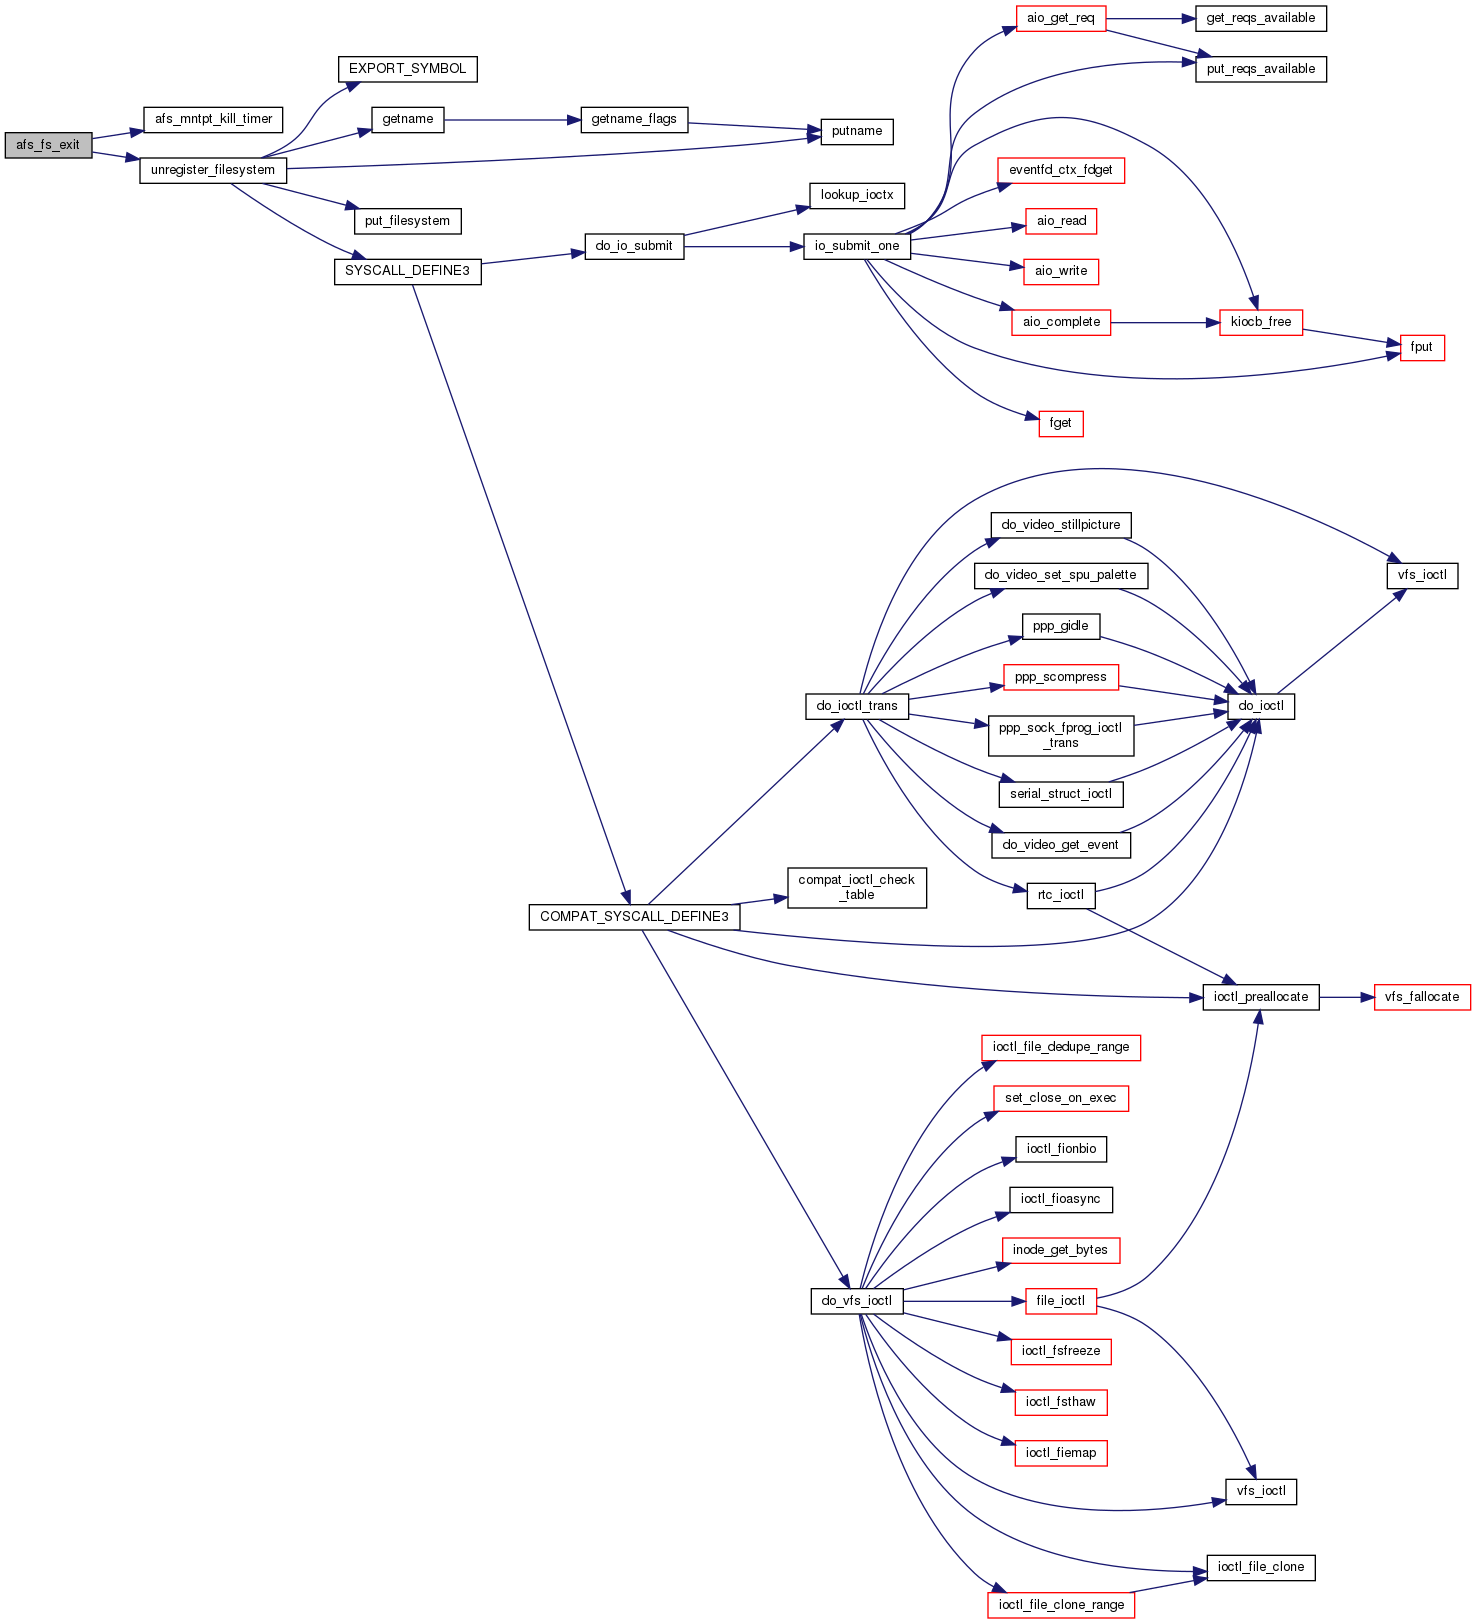 aio_get_req
get_reqs_available
EXPORT_SYMBOL
put_reqs_available
afs_mntpt_kill_timer
getname
getname_flags
putname
afs_fs_exit
unregister_filesystem
eventfd_ctx_fdget
lookup_ioctx
put_filesystem
aio_read
do_io_submit
io_submit_one
SYSCALL_DEFINE3
aio_write
aio_complete
kiocb_free
fput
fget
do_video_stillpicture
do_video_set_spu_palette
vfs_ioctl
ppp_gidle
ppp_scompress
do_ioctl_trans
do_ioctl
ppp_sock_fprog_ioctl
_trans
serial_struct_ioctl
do_video_get_event
compat_ioctl_check
_table
rtc_ioctl
COMPAT_SYSCALL_DEFINE3
ioctl_preallocate
vfs_fallocate
ioctl_file_dedupe_range
set_close_on_exec
ioctl_fionbio
ioctl_fioasync
inode_get_bytes
do_vfs_ioctl
file_ioctl
ioctl_fsfreeze
ioctl_fsthaw
ioctl_fiemap
vfs_ioctl
ioctl_file_clone
ioctl_file_clone_range